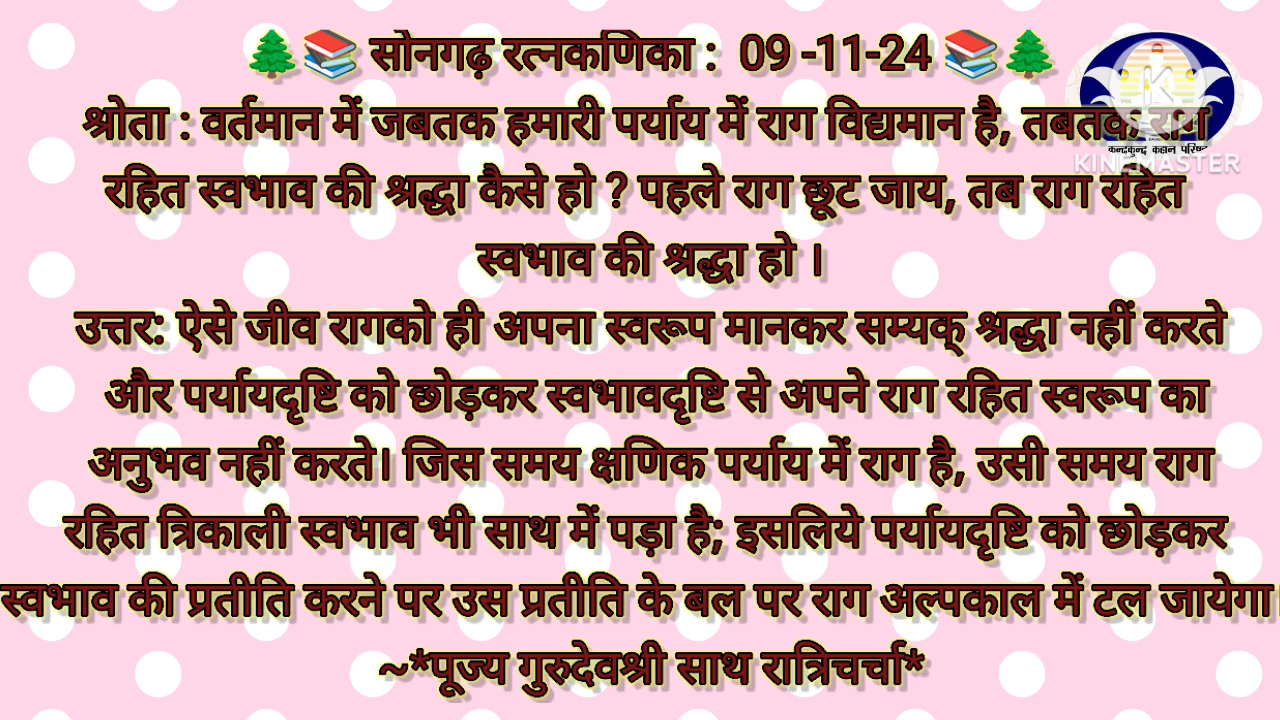 🌲📚 सोनगढ़ रत्नकणिका : 09 -11-24 📚🌲
श्रोता : वर्तमान में जबतक हमारी पर्याय में राग विद्यमान है, तबतक राग
रहित स्वभाव की श्रद्धा कैसे हो ? पहले राग छूट जाय, तब राग रहित
स्वभाव की श्रद्धा हो ।
उत्तर: ऐसे जीव रागको ही अपना स्वरूप मानकर सम्यक् श्रद्धा नहीं करते
और पर्यायदृष्टि को छोड़कर स्वभावदृष्टि से अपने राग रहित स्वरूप का
अनुभव नहीं करते। जिस समय क्षणिक पर्याय में राग है, उसी समय राग
रहित त्रिकाली स्वभाव भी साथ में पड़ा है; इसलिये पर्यायदृष्टि को छोड़कर
स्वभाव की प्रतीति करने पर उस प्रतीति के बल पर राग अल्पकाल में टल जायेगा।
~*पूज्य गुरुदेवश्री साथ रात्रिचर्चा*
कहान
KINEMASTER